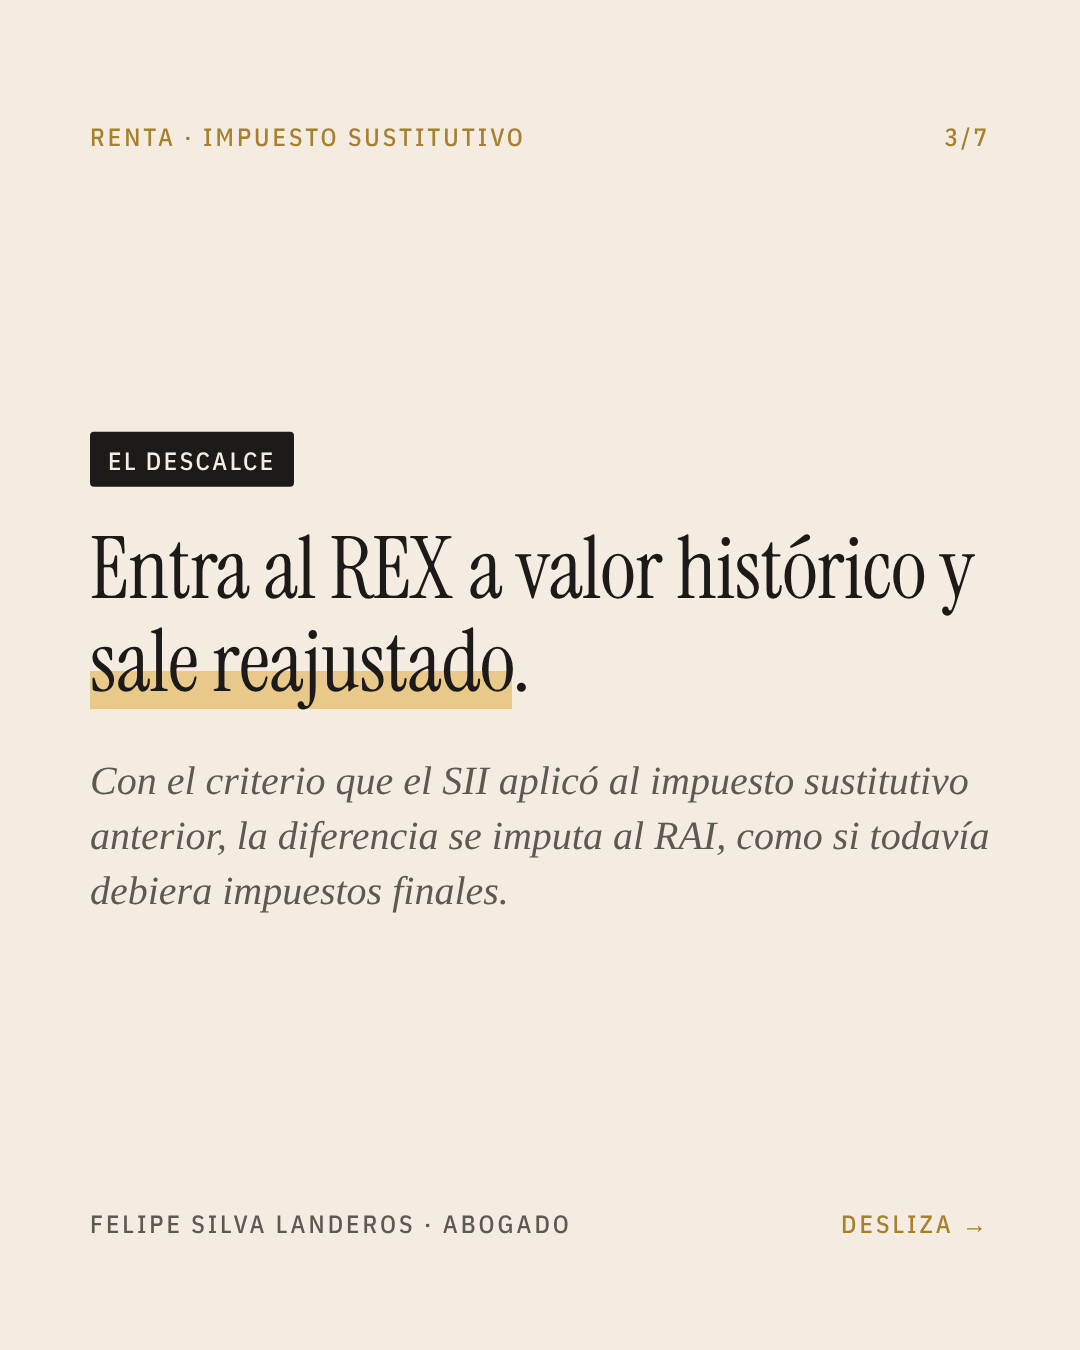 RENTA · IMPUESTO SUSTITUTIVO
3/7
EL DESCALCE
Entra al REX a valor histórico y
sale reajustado.
Con el criterio que el SII aplicó al impuesto sustitutivo
anterior, la diferencia se imputa al RAI, como si todavía
debiera impuestos finales.
FELIPE SILVA LANDEROS · ABOGADO
DESLIZA →